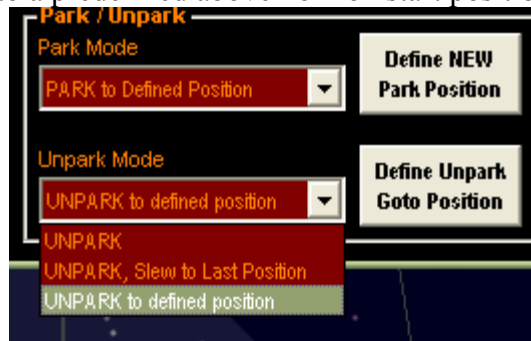 Park / Unpark
Park Mode
PARK to Defined Position
Define NEW
Park Position
Unpark Mode
UNPARK to defined position
Define Unpark
Goto Position
UNPARK
UNPARK, Slew to Last Position
UNPARK to defined position